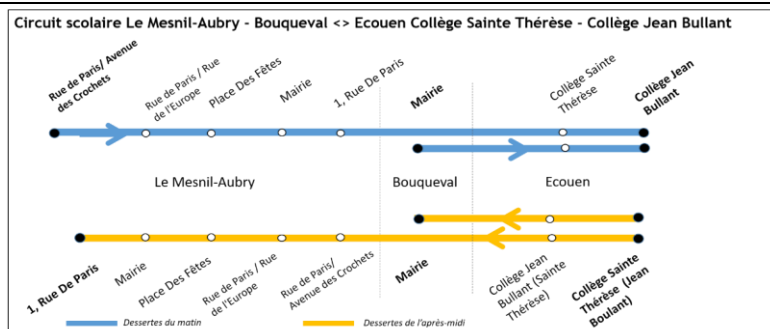 Circuit scolaire Le Mesnil-Aubry - Bouqueval <> Ecouen Collège Sainte Thérèse - Collège Jean Bullant
Rue de Paris/ Avenue
des Crochets
Rue de Paris / Rue
de l'Europe
Place Des Fêtes
Mairie
1, Rue De Paris
Mairie
Collège Sainte
Thérèse
Collège Jean
Bullant
Le Mesnil-Aubry
Bouqueval
Ecouen
1, Rue De Paris
Mairie
Place Des Fêtes
Rue de Paris / Rue
de l'Europe
Rue de Paris/
Avenue des Crochets
Mairie
Collège Jean
Bullant (Sainte
Thérèse)
Collège Sainte
Thérèse (Jean
Boulant)
Dessertes du matin
Dessertes de l'après-midi